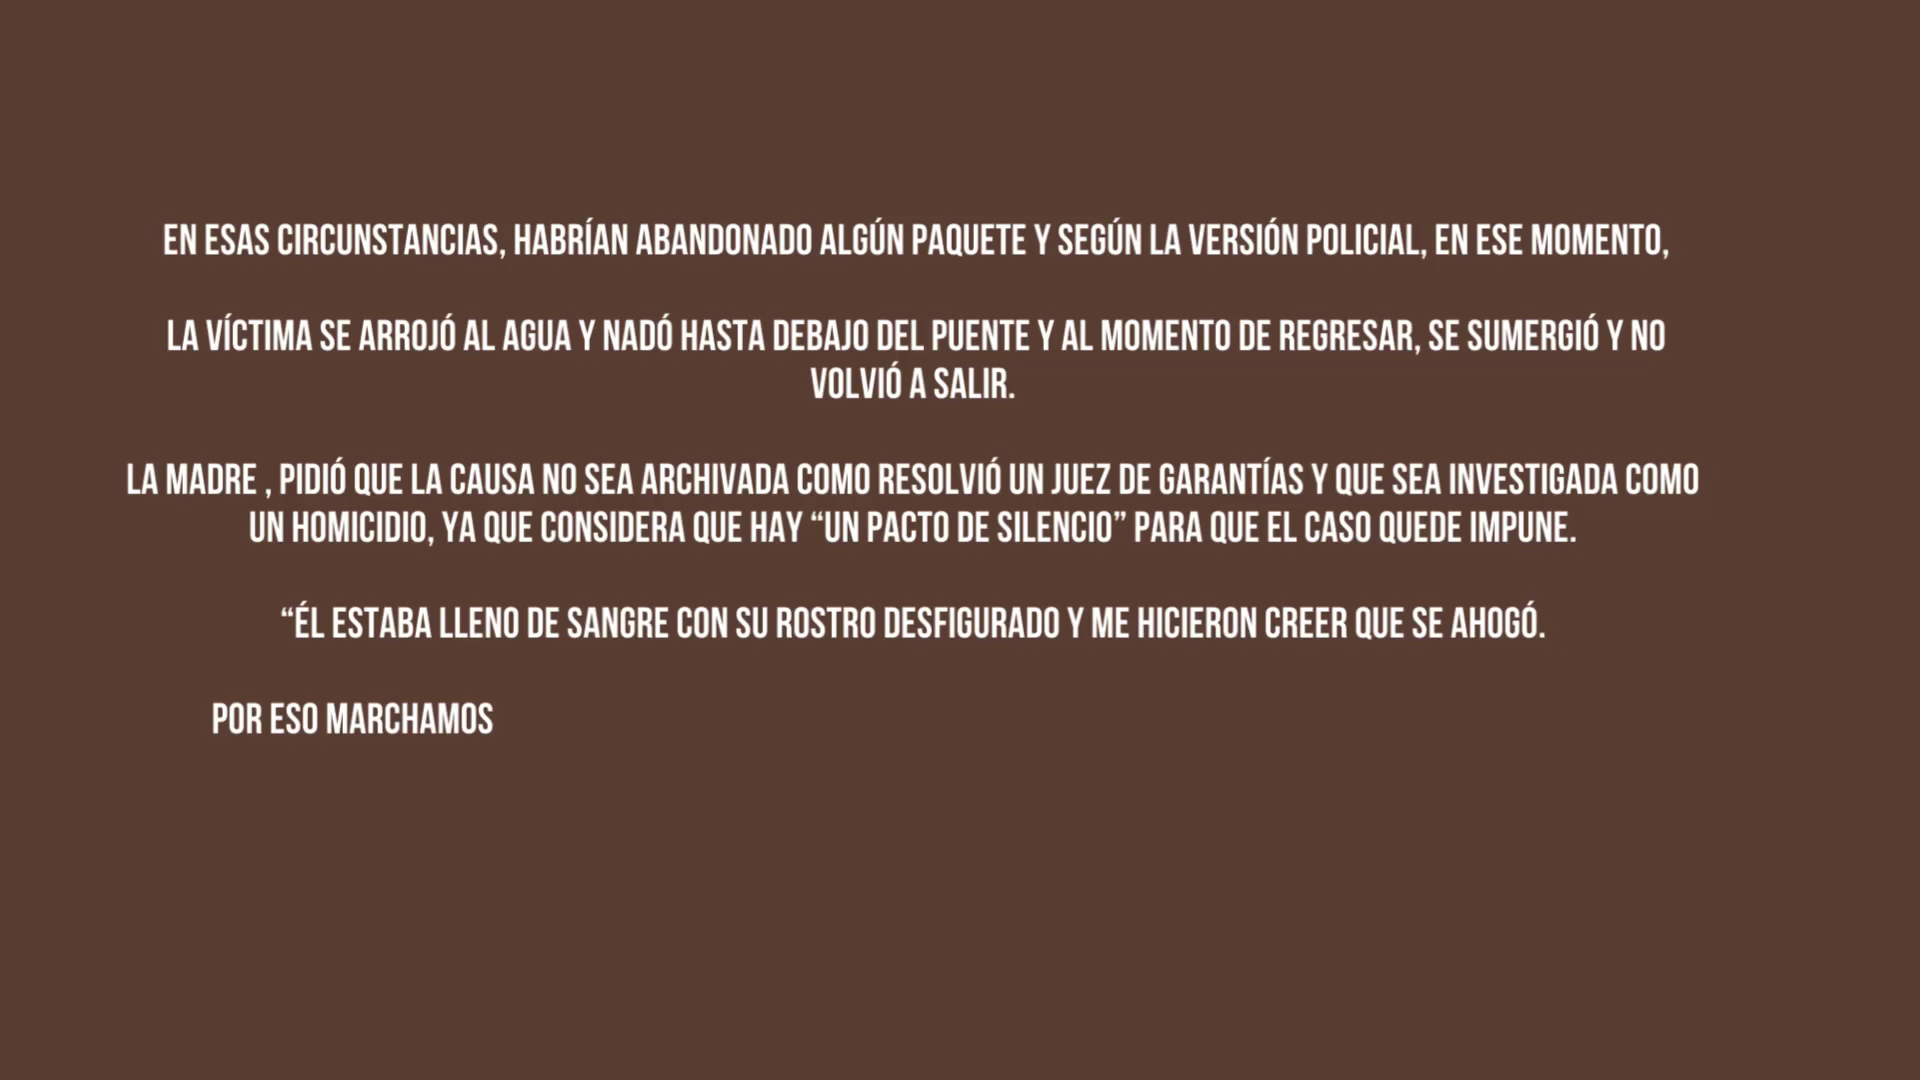 EN ESAS CIRCUNSTANCIAS, HABRÍAN ABANDONADO ALGÚN PAQUETE Y SEGÚN LA VERSIÓN POLICIAL, EN ESE MOMENTO,
LA VÍCTIMA SE ARROJÓ AL AGUA Y NADÓ HASTA DEBAJO DEL PUENTE Y AL MOMENTO DE REGRESAR, SE SUMERGIÓ Y NO
VOLVIÓ A SALIR.
LA MADRE , PIDIÓ QUE LA CAUSA NO SEA ARCHIVADA COMO RESOLVIÓ UN JUEZ DE GARANTÍAS Y QUE SEA INVESTIGADA COMO
UN HOMICIDIO, YA QUE CONSIDERA QUE HAY “UN PACTO DE SILENCIO” PARA QUE EL CASO QUEDE IMPUNE.
“ÉL ESTABA LLENO DE SANGRE CON SU ROSTRO DESFIGURADO Y ME HICIERON CREER QUE SE AHOGÓ.
POR ESO MARCHAMOS